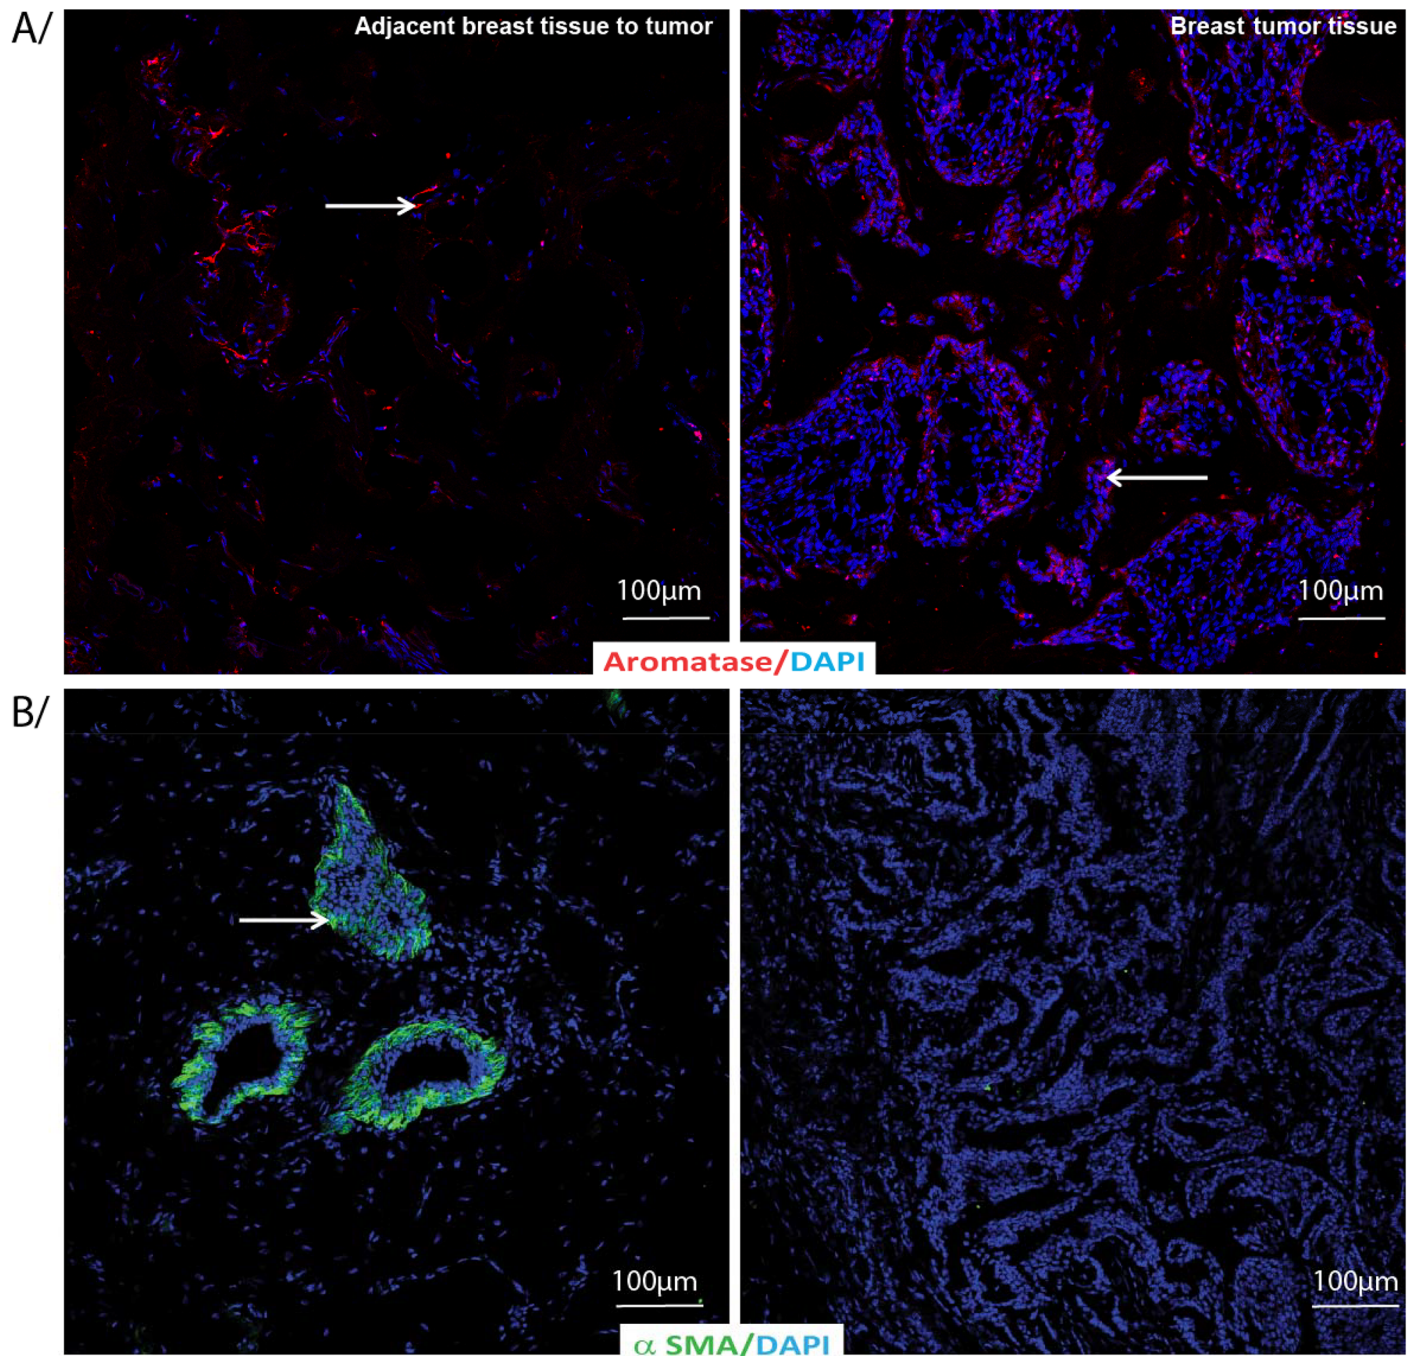 A/
Adjacent breast tissue to tumor
Breast tumor tissue
100µm
100µm
Aromatase/DAPI
B/
100µm
100µm
α SMA/DAPI